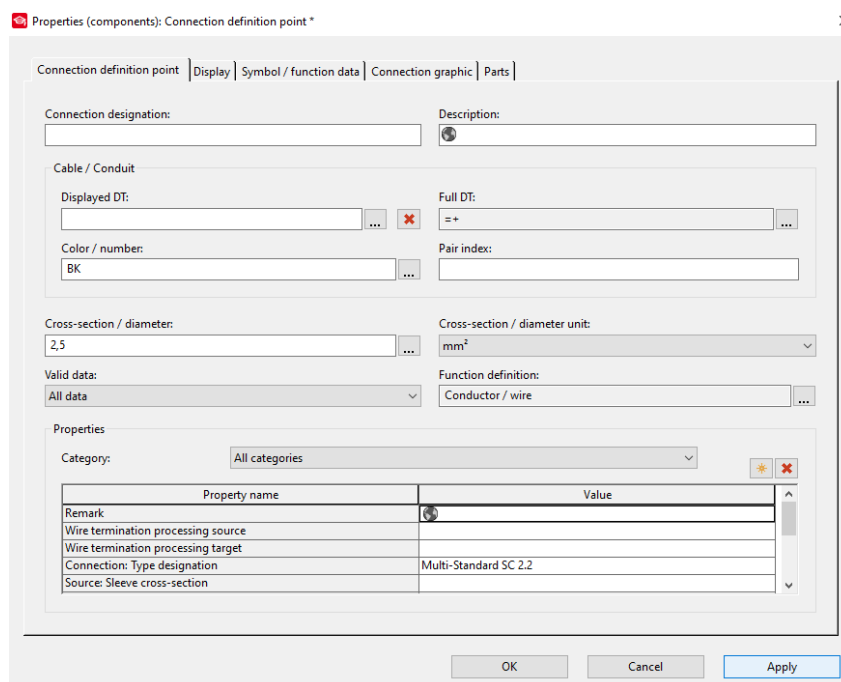 Properties (components): Connection definition point *
Connection definition point Display Symbol / function data Connection graphic Parts
Connection designation: Description:
Cable / Conduit
Displayed DT: Full DT:
... =+ ...
Color / number: Pair index:
BK ...
Cross-section / diameter: Cross-section / diameter unit:
2,5 ... mm²
Valid data: Function definition:
All data Conductor / wire ...
Properties
Category: All categories
Property name Value
Remark
Wire termination processing source
Wire termination processing target
Connection: Type designation Multi-Standard SC 2.2
Source: Sleeve cross-section
OK Cancel Apply